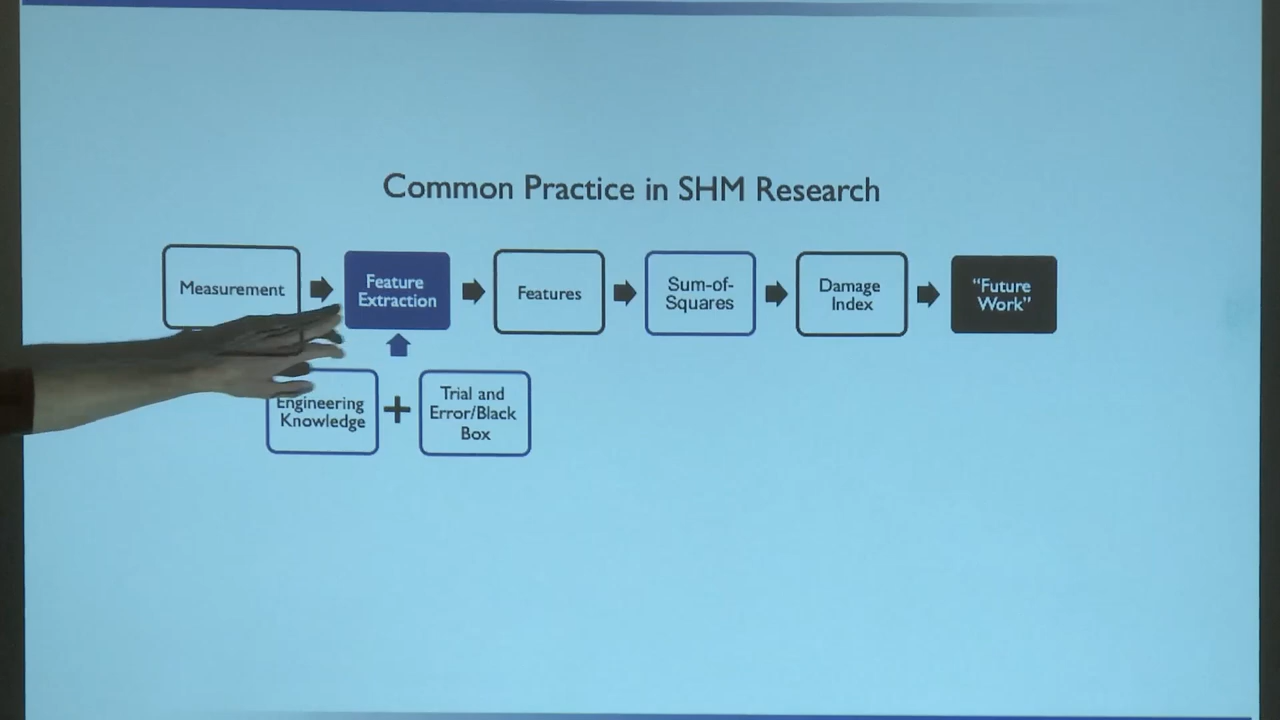 Common Practice in SHM Research
Measurement
Feature
Extraction
Features
Sum-of-
Squares
Damage
Index
“Future
Work”
Engineering
Knowledge
+
Trial and
Error/Black
Box